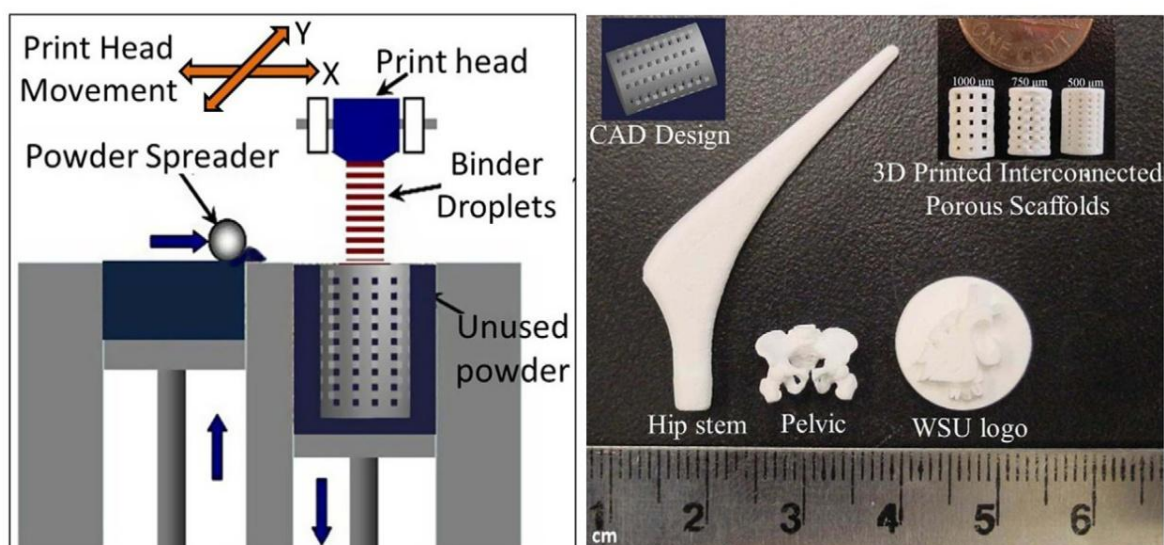 Print Head
Movement
Y
X
Print head
Powder Spreader
Binder
Droplets
Unused
powder
CAD Design
ONE CENT
1000 μm
750 μm
500 μm
3D Printed Interconnected
Porous Scaffolds
Hip stem
Pelvic
WSU logo
1 2 3 4 5 6
cm